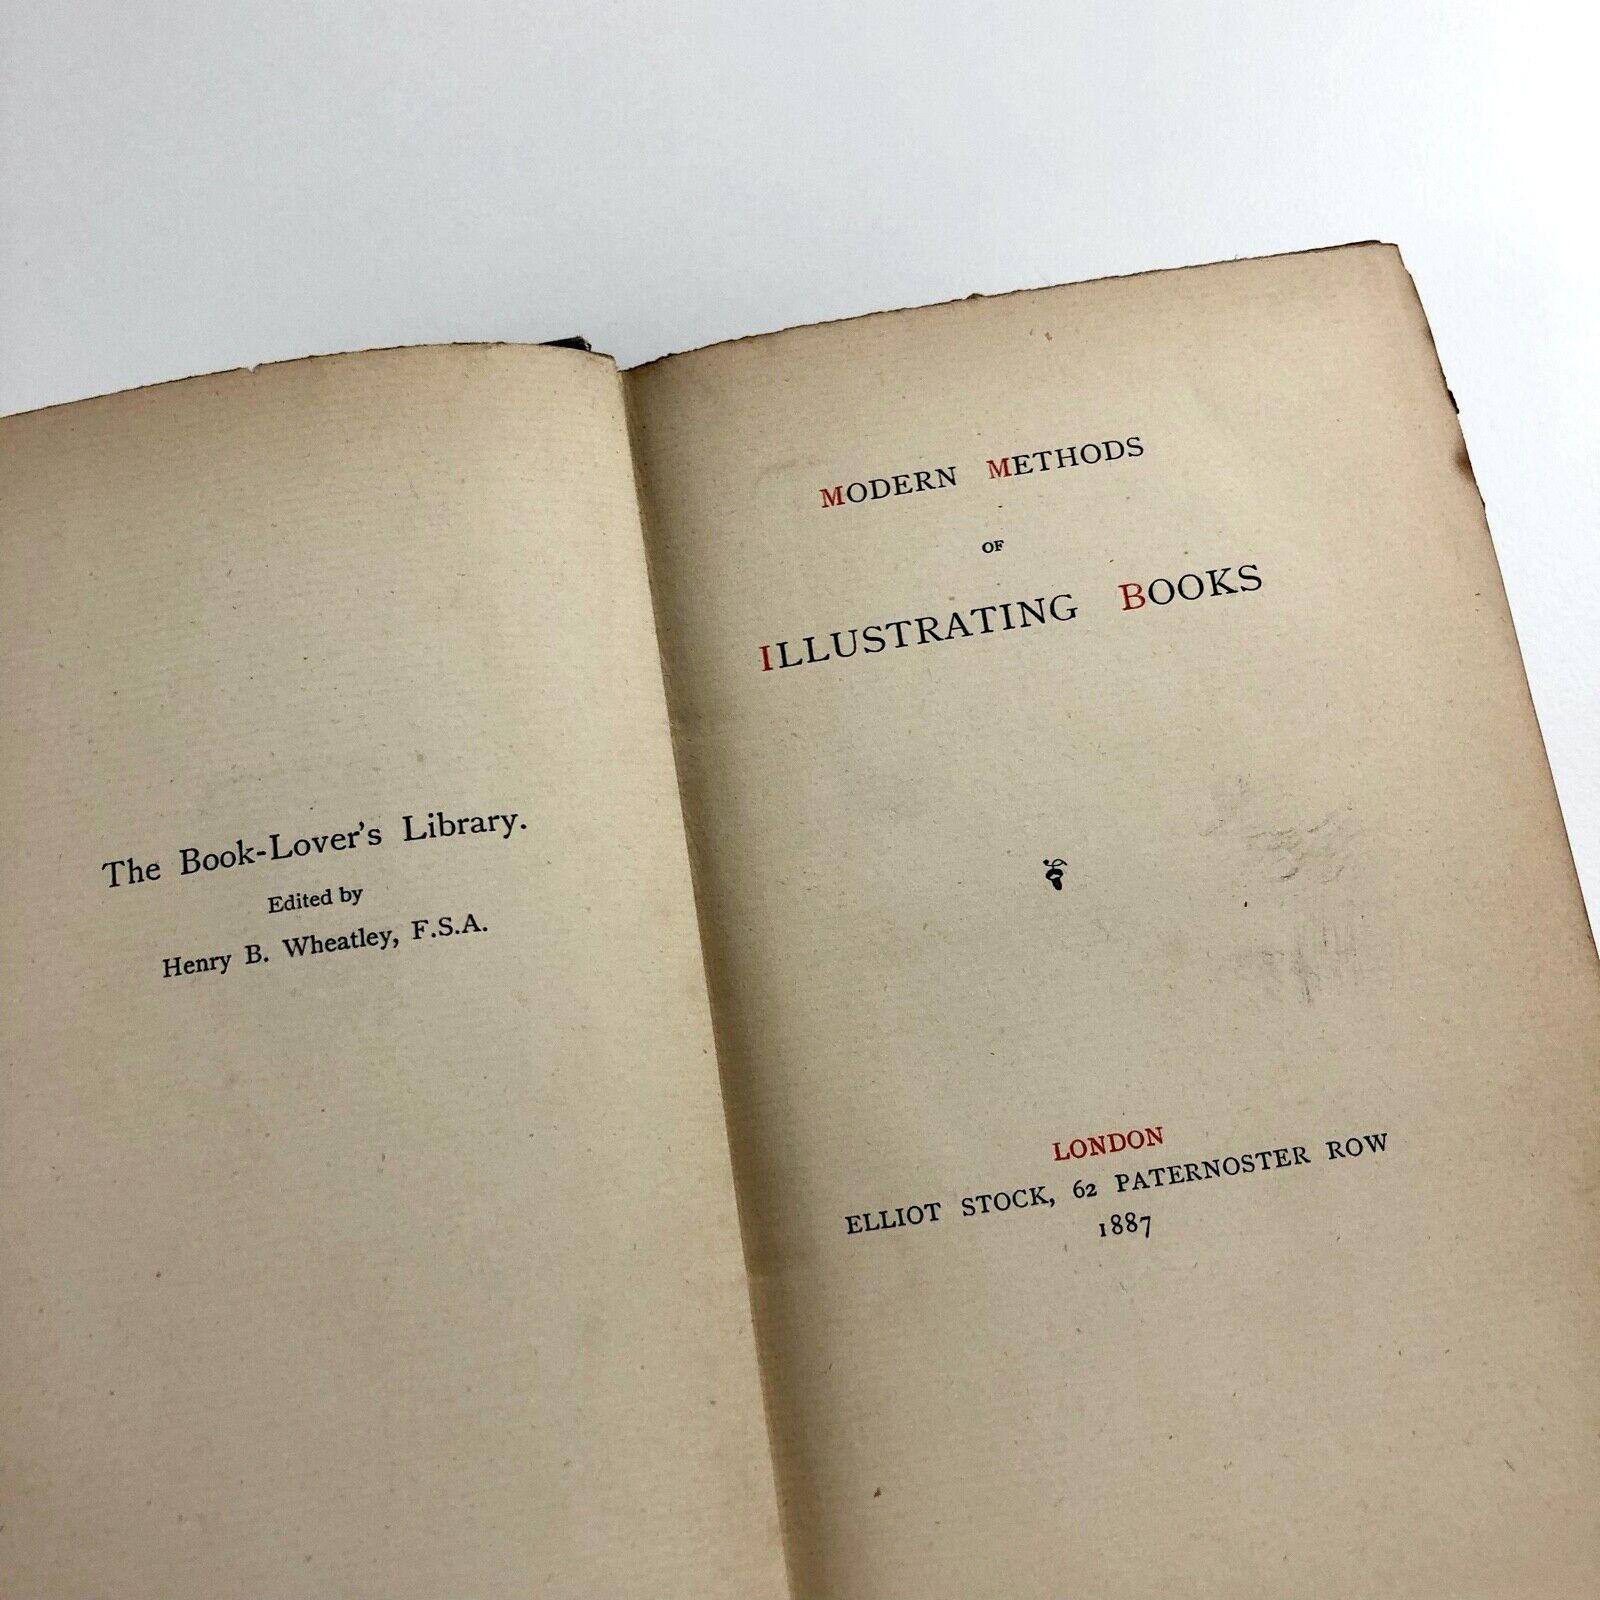 The Book-Lover's Library.
Edited by
Henry B. Wheatley, F.S.A.
MODERN METHODS
OF
ILLUSTRATING BOOKS
LONDON
ELLIOT STOCK, 62 PATERNOSTER ROW
1887